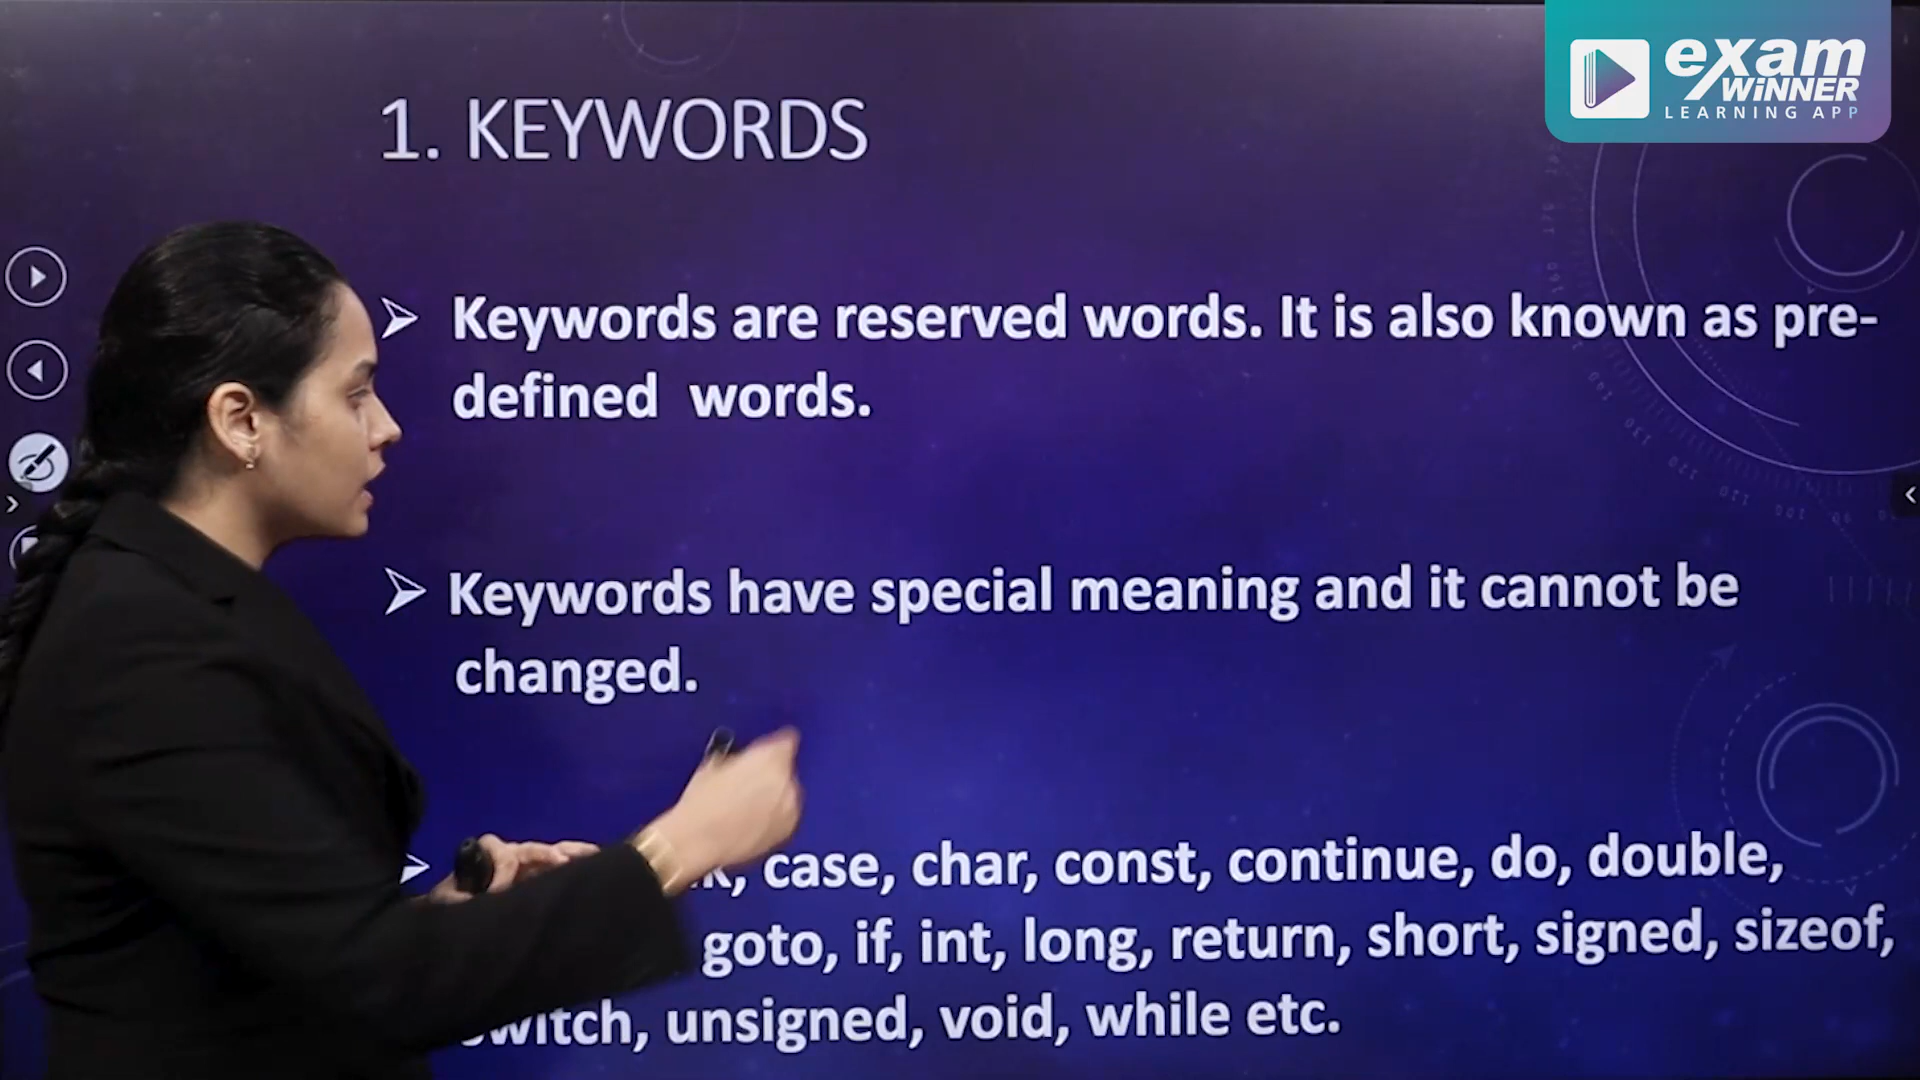 exam
WiNNER
LEARNING APP
1. KEYWORDS
Keywords are reserved words. It is also known as pre-
defined words.
Keywords have special meaning and it cannot be
changed.
case, char, const, continue, do, double,
goto, if, int, long, return, short, signed, sizeof,
switch, unsigned, void, while etc.